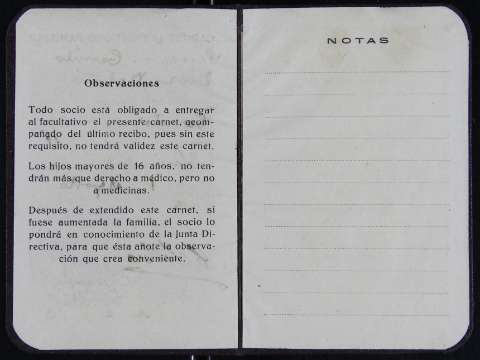 Observaciones
Todo socio está obligado a entregar
al facultativo el presente carnet, acom-
pañado del último recibo, pues sin este
requisito, no tendrá validez este carnet.
Los hijos mayores de 16 años, no ten-
drán más que derecho a médico, pero no
a medicinas.
Después de extendido este carnet, si
fuese aumentada la familia, el socio lo
pondrá en conocimiento de la Junta Di-
rectiva, para que ésta anote la observa-
ción que crea conveniente.
NOTAS